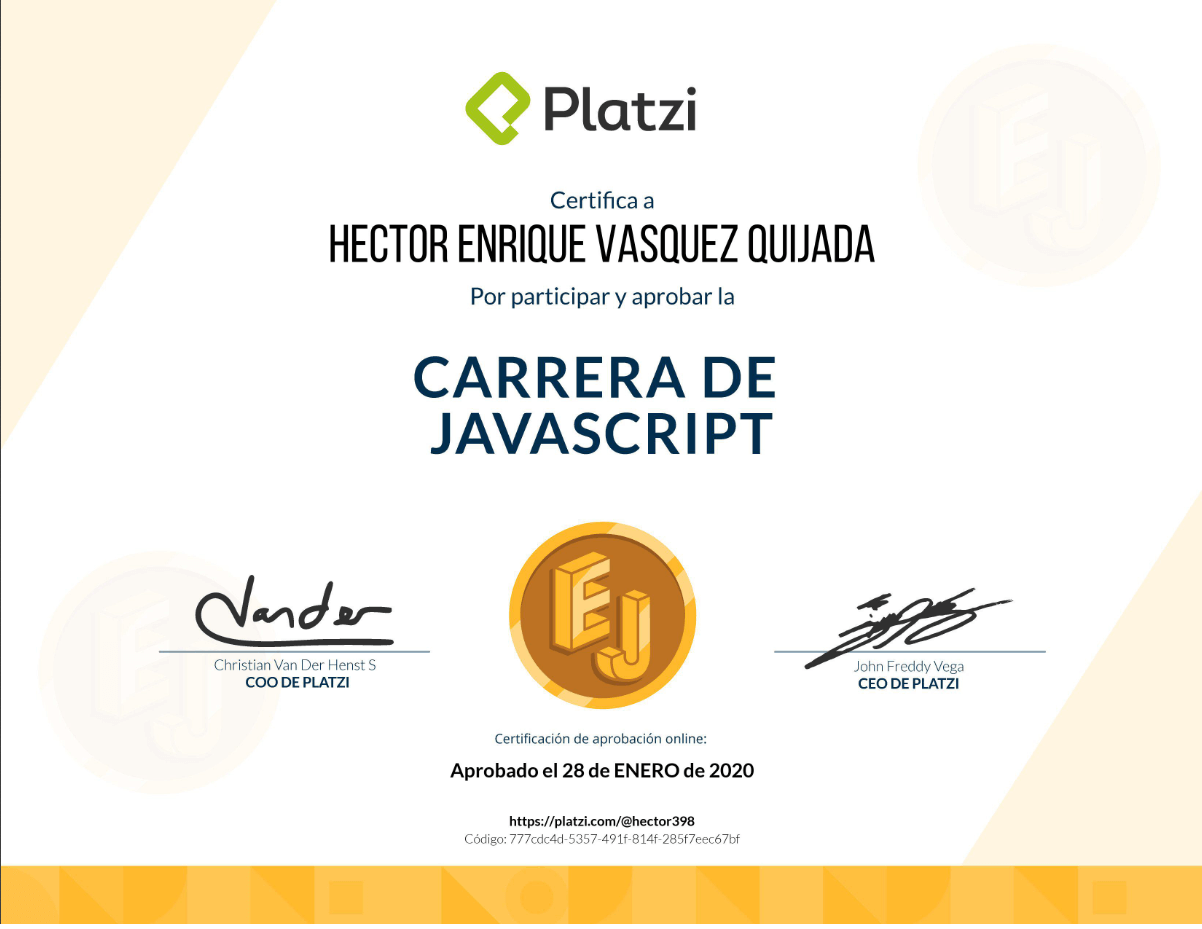 Platzi
Certifica a
HECTOR ENRIQUE VASQUEZ QUIJADA
Por participar y aprobar la
CARRERA DE
JAVASCRIPT
EJ
Vander
Christian Van Der Henst S
COO DE PLATZI
John Freddy Vega
CEO DE PLATZI
Certificación de aprobación online:
Aprobado el 28 de ENERO de 2020
https://platzi.com/@hector398
Código: 777cdc4d-5357-491f-814f-285f7eec67bf